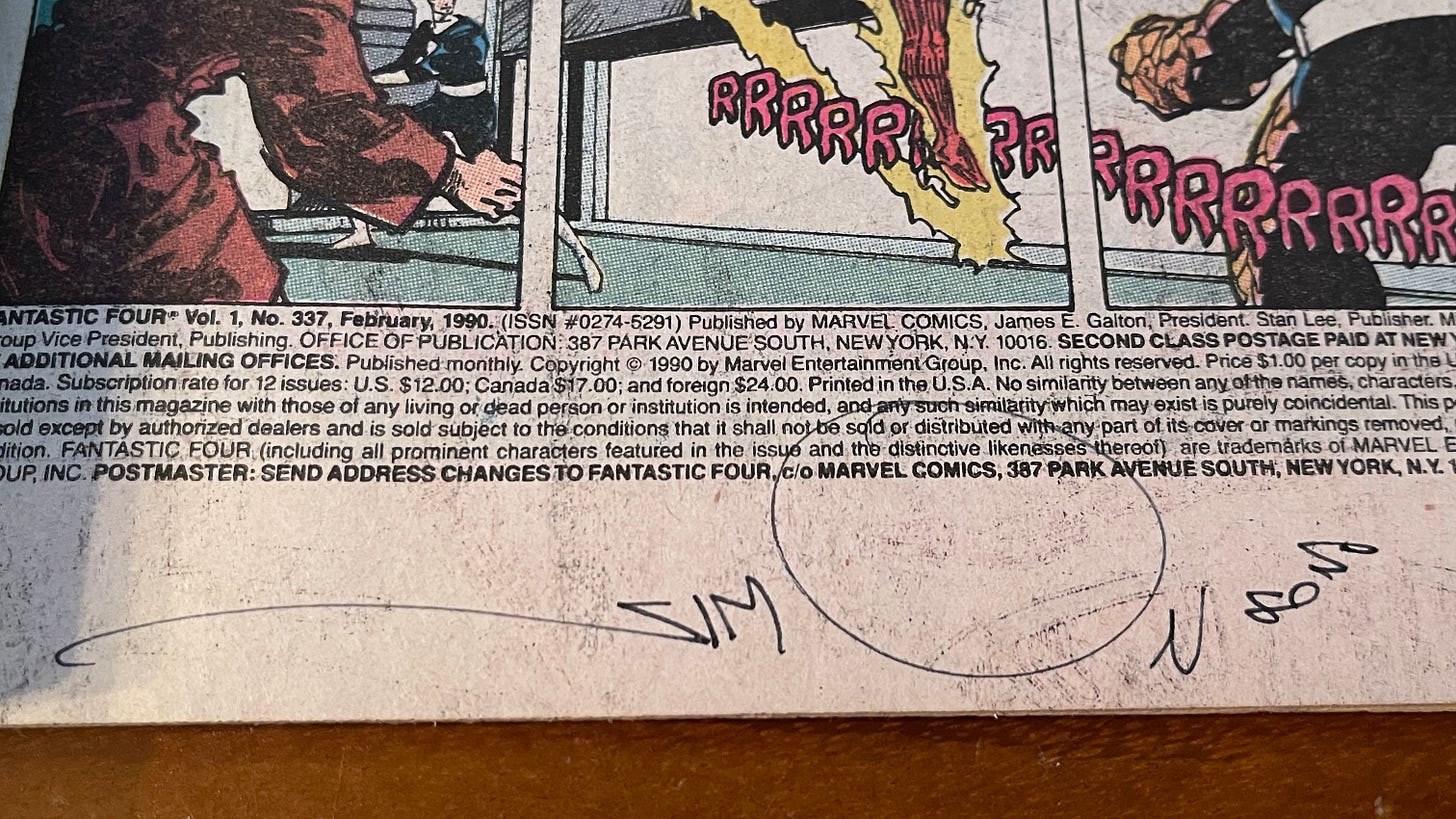 RRRRRR
RR
RRRRRRRR
ANTASTIC FOUR® Vol. 1, No. 337, February, 1990. (ISSN #0274-5291) Published by MARVEL COMICS, James E. Galton, President. Stan Lee, Publisher. M
oup Vice President, Publishing. OFFICE OF PUBLICATION: 387 PARK AVENUE SOUTH, NEW YORK, N.Y. 10016. SECOND CLASS POSTAGE PAID AT NEW Y
ADDITIONAL MAILING OFFICES. Published monthly. Copyright © 1990 by Marvel Entertainment Group, Inc. All rights reserved. Price $1.00 per copy in the
nada. Subscription rate for 12 issues: U.S. $12.00; Canada $17.00; and foreign $24.00. Printed in the U.S.A. No similarity between any of the names, characters,
itutions in this magazine with those of any living or dead person or institution is intended, and any such similarity which may exist is purely coincidental. This p
sold except by authorized dealers and is sold subject to the conditions that it shall not be sold or distributed with any part of its cover or markings removed,
dition. FANTASTIC FOUR (including all prominent characters featured in the issue and the distinctive likenesses thereof) are trademarks of MARVEL E
OUP, INC. POSTMASTER: SEND ADDRESS CHANGES TO FANTASTIC FOUR, c/o MARVEL COMICS, 387 PARK AVENUE SOUTH, NEW YORK, N.Y. 1
SIM